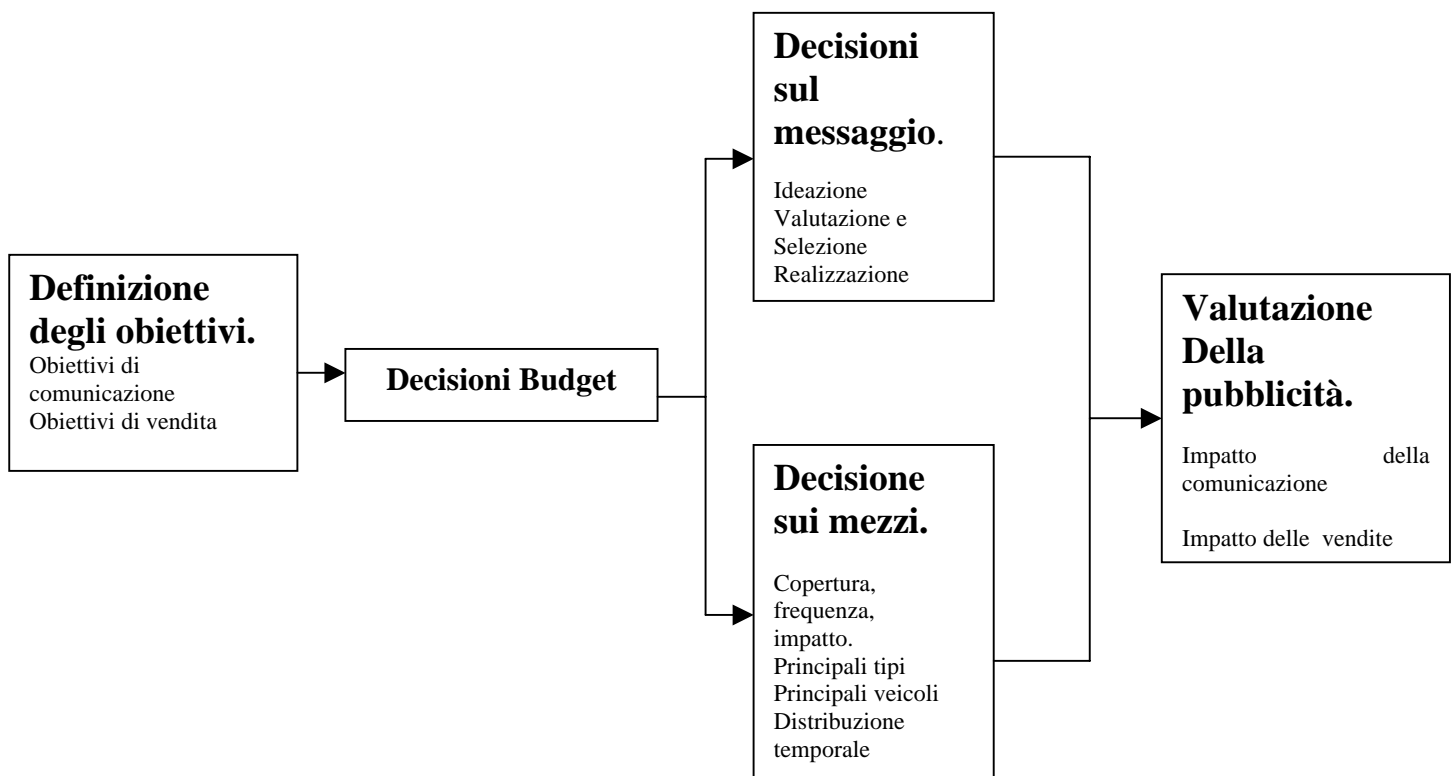 Definizione
degli obiettivi.
Obiettivi di
comunicazione
Obiettivi di vendita
Decisioni Budget
Decisioni
sul
messaggio.
Ideazione
Valutazione e
Selezione
Realizzazione
Decisione
sui mezzi.
Copertura,
frequenza,
impatto.
Principali tipi
Principali veicoli
Distribuzione
temporale
Valutazione
Della
pubblicità.
Impatto della
comunicazione
Impatto delle vendite